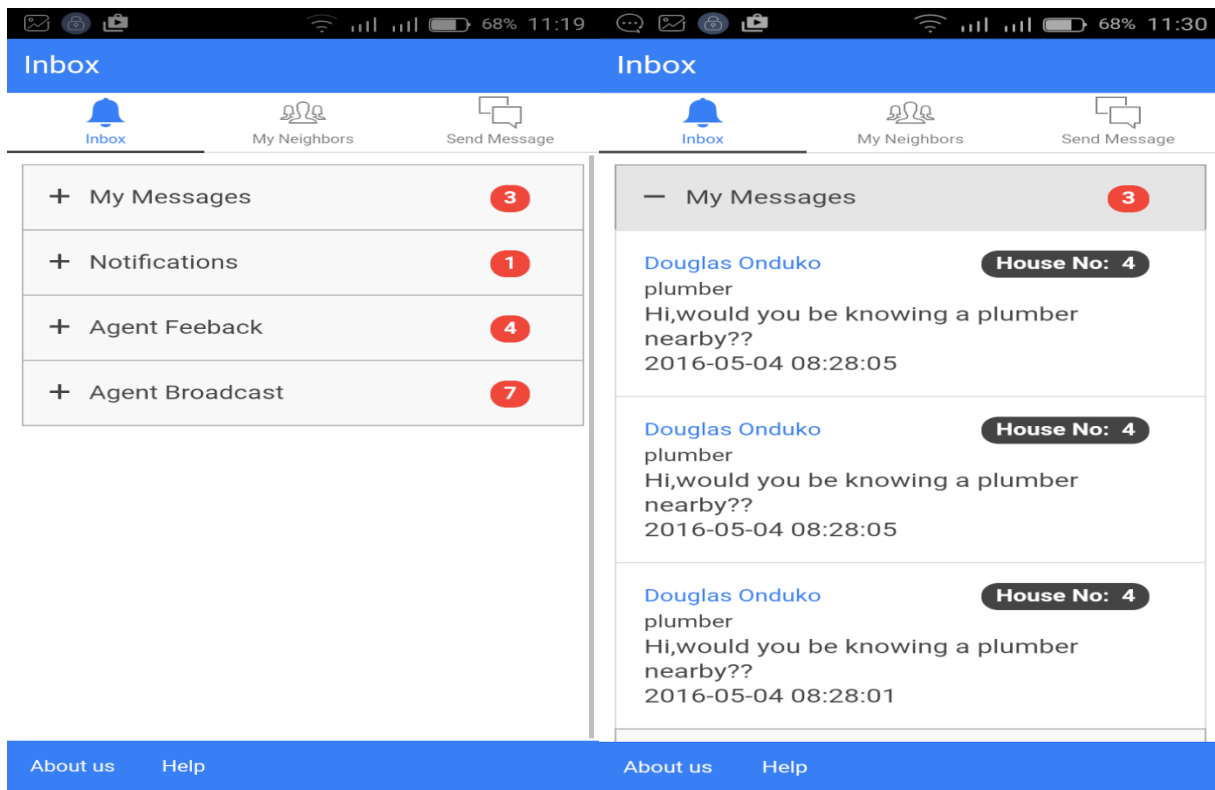 68% 11:19
Inbox
Inbox My Neighbors Send Message
+ My Messages 3
+ Notifications 1
+ Agent Feeback 4
+ Agent Broadcast 7
About us Help
68% 11:30
Inbox
Inbox My Neighbors Send Message
− My Messages 3
Douglas Onduko House No: 4
plumber
Hi,would you be knowing a plumber
nearby??
2016-05-04 08:28:05
Douglas Onduko House No: 4
plumber
Hi,would you be knowing a plumber
nearby??
2016-05-04 08:28:05
Douglas Onduko House No: 4
plumber
Hi,would you be knowing a plumber
nearby??
2016-05-04 08:28:01
About us Help